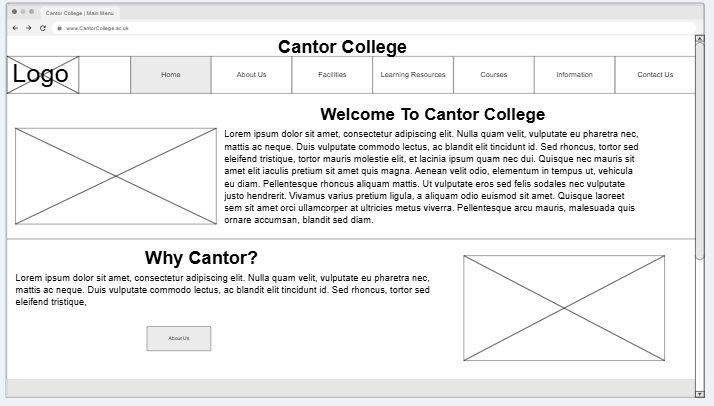 Cantor College | Main Menu
www.CantorCollege.ac.uk
Cantor College
Logo
Home
About Us
Facilities
Learning Resources
Courses
Information
Contact Us
Welcome To Cantor College
Lorem ipsum dolor sit amet, consectetur adipiscing elit. Nulla quam velit, vulputate eu pharetra nec,
mattis ac neque. Duis vulputate commodo lectus, ac blandit elit tincidunt id. Sed rhoncus, tortor sed
eleifend tristique, tortor mauris molestie elit, et lacinia ipsum quam nec dui. Quisque nec mauris sit
amet elit iaculis pretium sit amet quis magna. Aenean velit odio, elementum in tempus ut, vehicula
eu diam. Pellentesque rhoncus aliquam mattis. Ut vulputate eros sed felis sodales nec vulputate
justo hendrerit. Vivamus varius pretium ligula, a aliquam odio euismod sit amet. Quisque laoreet
sem sit amet orci ullamcorper at ultricies metus viverra. Pellentesque arcu mauris, malesuada quis
ornare accumsan, blandit sed diam.
Why Cantor?
Lorem ipsum dolor sit amet, consectetur adipiscing elit. Nulla quam velit, vulputate eu pharetra nec,
mattis ac neque. Duis vulputate commodo lectus, ac blandit elit tincidunt id. Sed rhoncus, tortor sed
eleifend tristique,
About Us